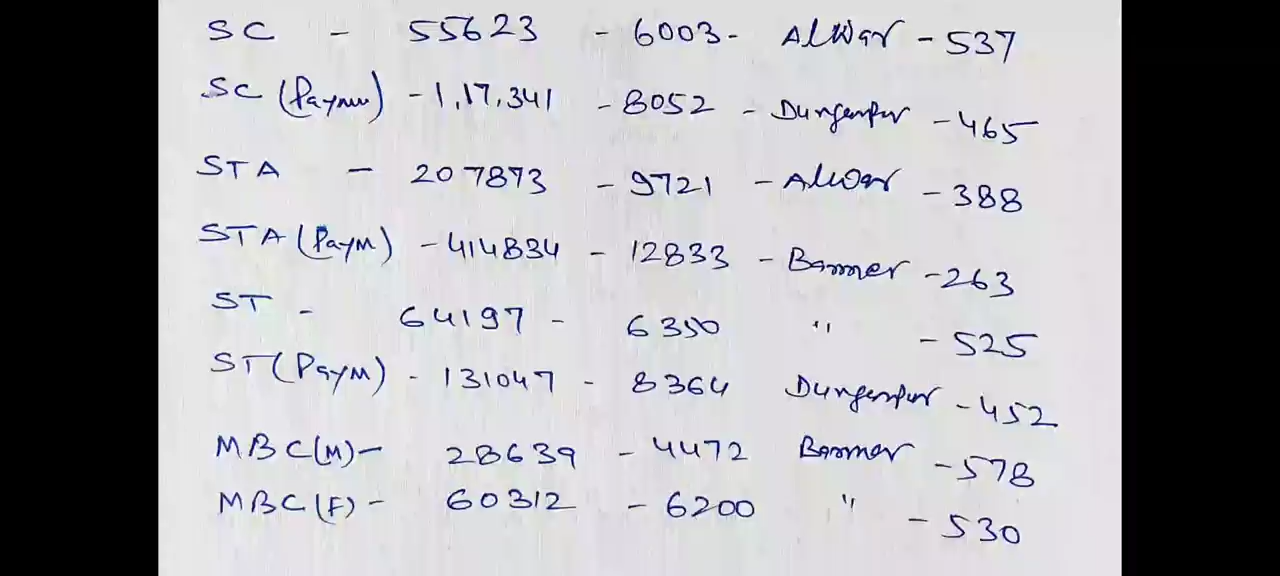 SC - 55623 - 6003 - Alwar - 537
SC (Paym) - 1,17,341 - 8052 - Dungerpur - 465
STA - 207873 - 9721 - Alwar - 388
STA (PayM) - 414834 - 12833 - Barmer - 263
ST - 64197 - 6350 " - 525
ST (PayM) - 131047 - 8364 Dungerpur - 452
MBC(M) - 28639 - 4472 Barmer - 578
MBC(F) - 60312 - 6200 " - 530